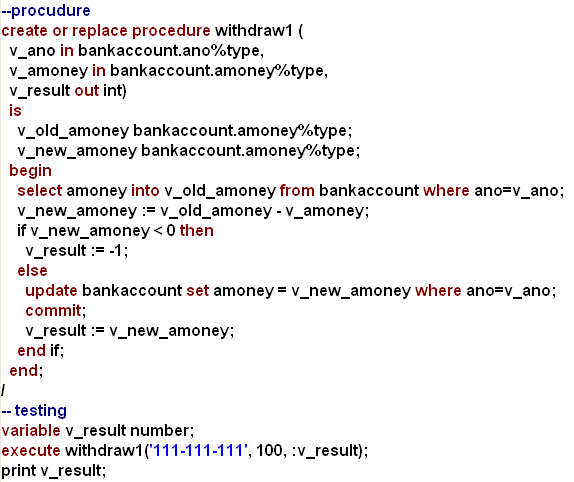 --procudure
create or replace procedure withdraw1 (
  v_ano in bankaccount.ano%type,
  v_amoney in bankaccount.amoney%type,
  v_result out int)
  is
    v_old_amoney bankaccount.amoney%type;
    v_new_amoney bankaccount.amoney%type;
  begin
    select amoney into v_old_amoney from bankaccount where ano=v_ano;
    v_new_amoney := v_old_amoney - v_amoney;
    if v_new_amoney < 0 then
      v_result := -1;
    else
      update bankaccount set amoney = v_new_amoney where ano=v_ano;
      commit;
      v_result := v_new_amoney;
    end if;
  end;
/
-- testing
variable v_result number;
execute withdraw1('111-111-111', 100, :v_result);
print v_result;